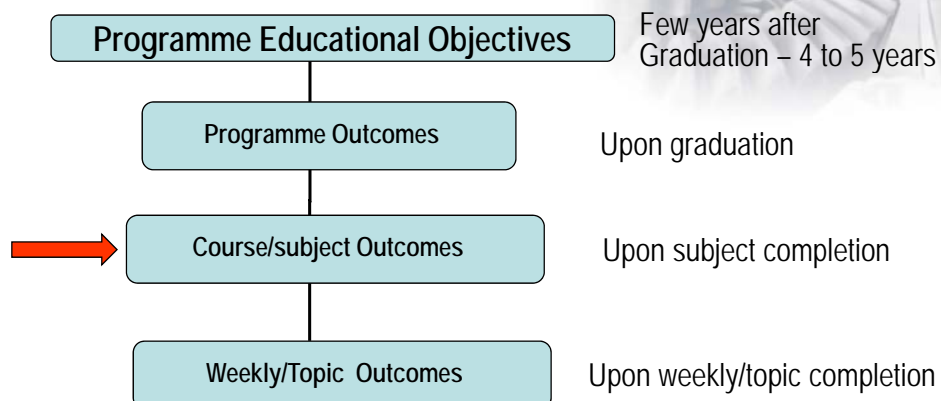 Programme Educational Objectives
Few years after
Graduation – 4 to 5 years
Programme Outcomes
Upon graduation
Course/subject Outcomes
Upon subject completion
Weekly/Topic Outcomes
Upon weekly/topic completion